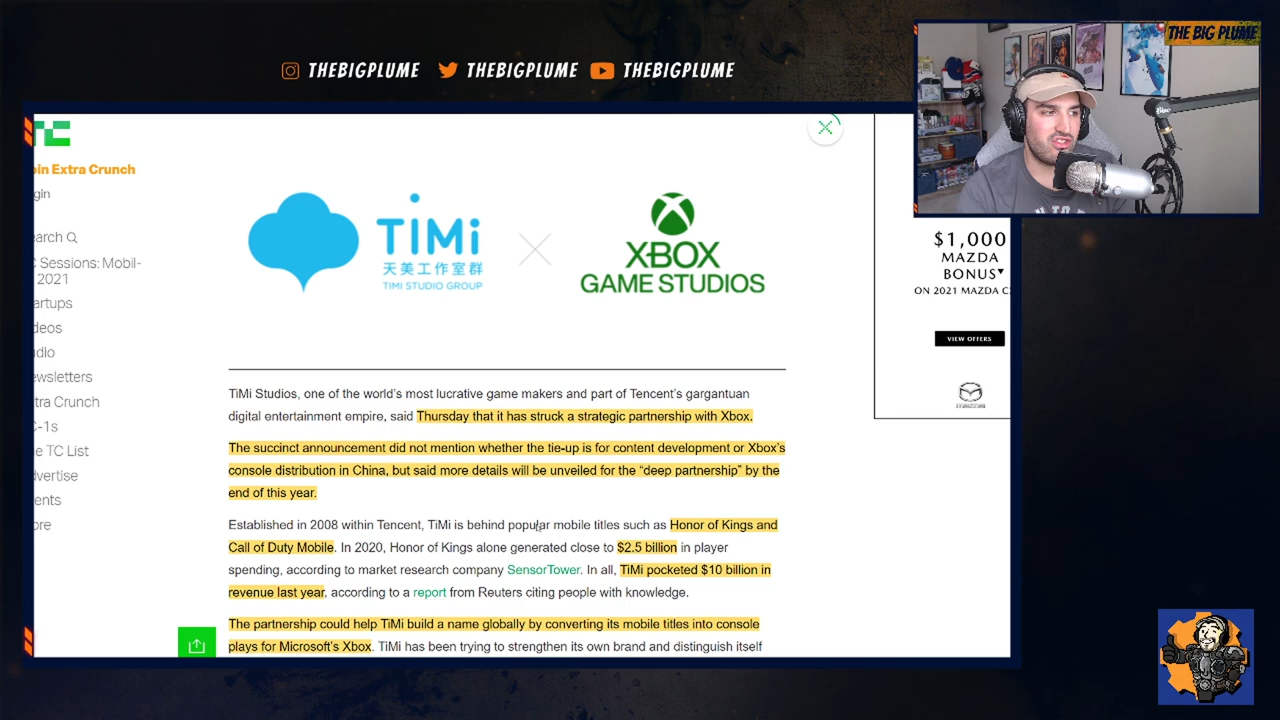 THE BIG PLUME
THEBIGPLUME THEBIGPLUME THEBIGPLUME
TC
oin Extra Crunch
gin
earch
C Sessions: Mobil-
2021
artups
deos
dio
ewsletters
tra Crunch
C-1s
e TC List
dvertise
ents
ore
TiMi
天美工作室群
TIMI STUDIO GROUP
XBOX
GAME STUDIOS
$1,000
MAZDA
BONUS
ON 2021 MAZDA C
VIEW OFFERS
TiMi Studios, one of the world's most lucrative game makers and part of Tencent's gargantuan
digital entertainment empire, said Thursday that it has struck a strategic partnership with Xbox.
The succinct announcement did not mention whether the tie-up is for content development or Xbox's
console distribution in China, but said more details will be unveiled for the “deep partnership” by the
end of this year.
Established in 2008 within Tencent, TiMi is behind popular mobile titles such as Honor of Kings and
Call of Duty Mobile. In 2020, Honor of Kings alone generated close to $2.5 billion in player
spending, according to market research company SensorTower. In all, TiMi pocketed $10 billion in
revenue last year, according to a report from Reuters citing people with knowledge.
The partnership could help TiMi build a name globally by converting its mobile titles into console
plays for Microsoft's Xbox. TiMi has been trying to strengthen its own brand and distinguish itself